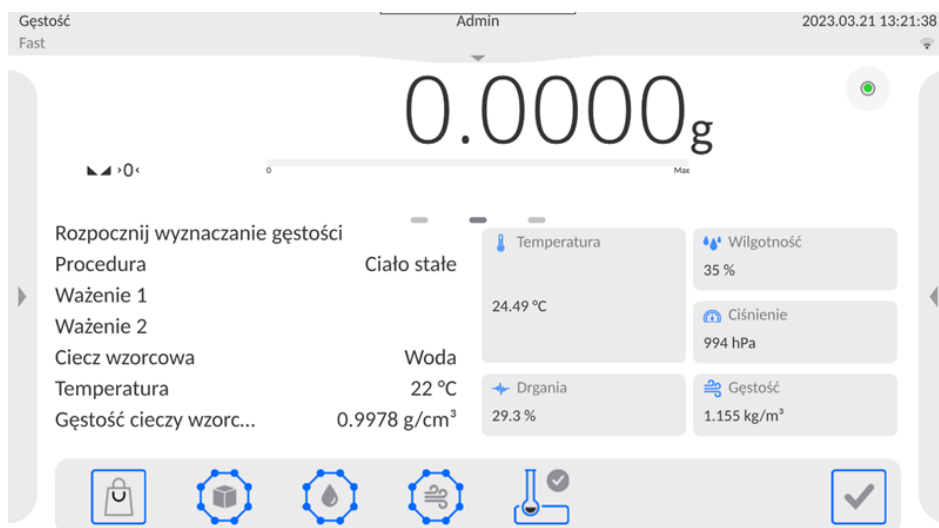 Gęstość Admin 2023.03.21 13:21:38
Fast
0.0000 g
›0‹ 0 Max
Rozpocznij wyznaczanie gęstości
Procedura Ciało stałe
Ważenie 1
Ważenie 2
Ciecz wzorcowa Woda
Temperatura 22 °C
Gęstość cieczy wzorc... 0.9978 g/cm³
Temperatura
24.49 °C
Wilgotność
35 %
Ciśnienie
994 hPa
Drgania
29.3 %
Gęstość
1.155 kg/m³